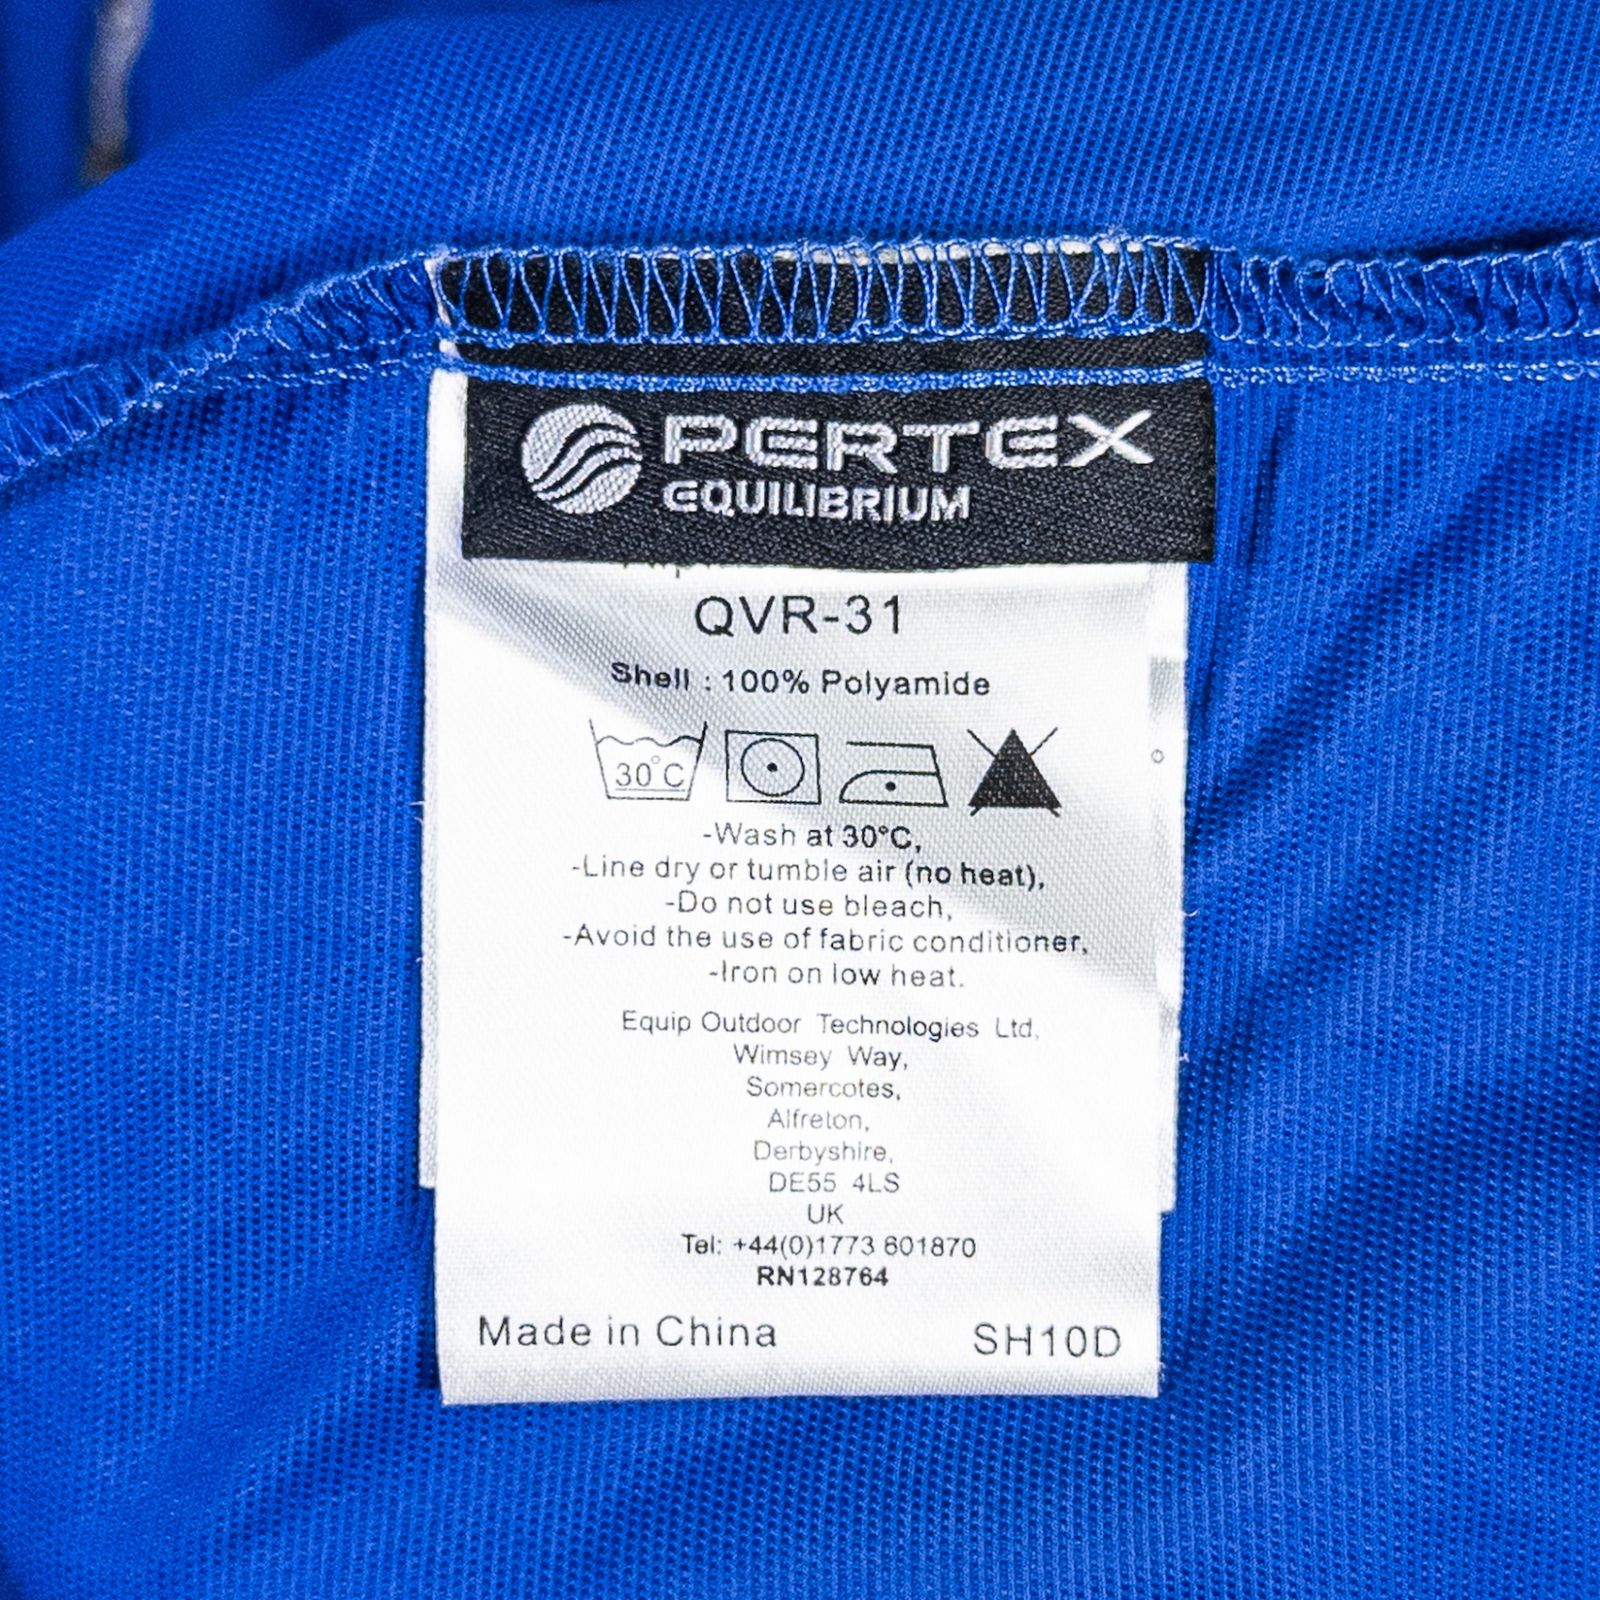 PERTEX
EQUILIBRIUM
QVR-31
Shell : 100% Polyamide
30°C
-Wash at 30°C,
-Line dry or tumble air (no heat),
-Do not use bleach,
-Avoid the use of fabric conditioner,
-Iron on low heat.
Equip Outdoor Technologies Ltd,
Wimsey Way,
Somercotes,
Alfreton,
Derbyshire,
DE55 4LS
UK
Tel: +44(0)1773 601870
RN128764
Made in China SH10D